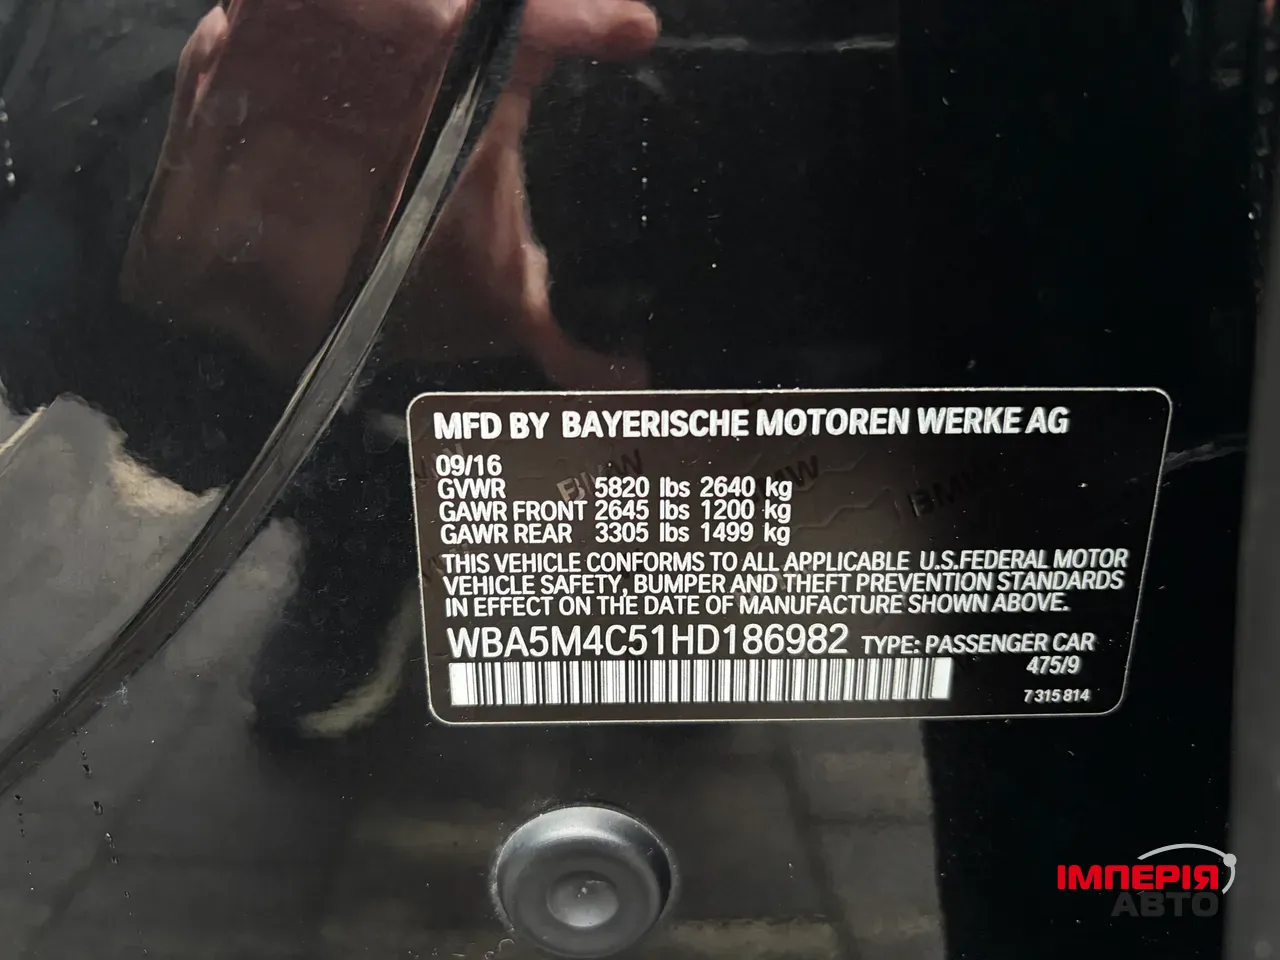 MFD BY BAYERISCHE MOTOREN WERKE AG
09/16
GVWR 5820 lbs 2640 kg
GAWR FRONT 2645 lbs 1200 kg
GAWR REAR 3305 lbs 1499 kg
THIS VEHICLE CONFORMS TO ALL APPLICABLE U.S.FEDERAL MOTOR
VEHICLE SAFETY, BUMPER AND THEFT PREVENTION STANDARDS
IN EFFECT ON THE DATE OF MANUFACTURE SHOWN ABOVE.
WBA5M4C51HD186982 TYPE: PASSENGER CAR
475/9
7 315 814
BMW
BMW
BMW
ІМПЕРІЯ
АВТО